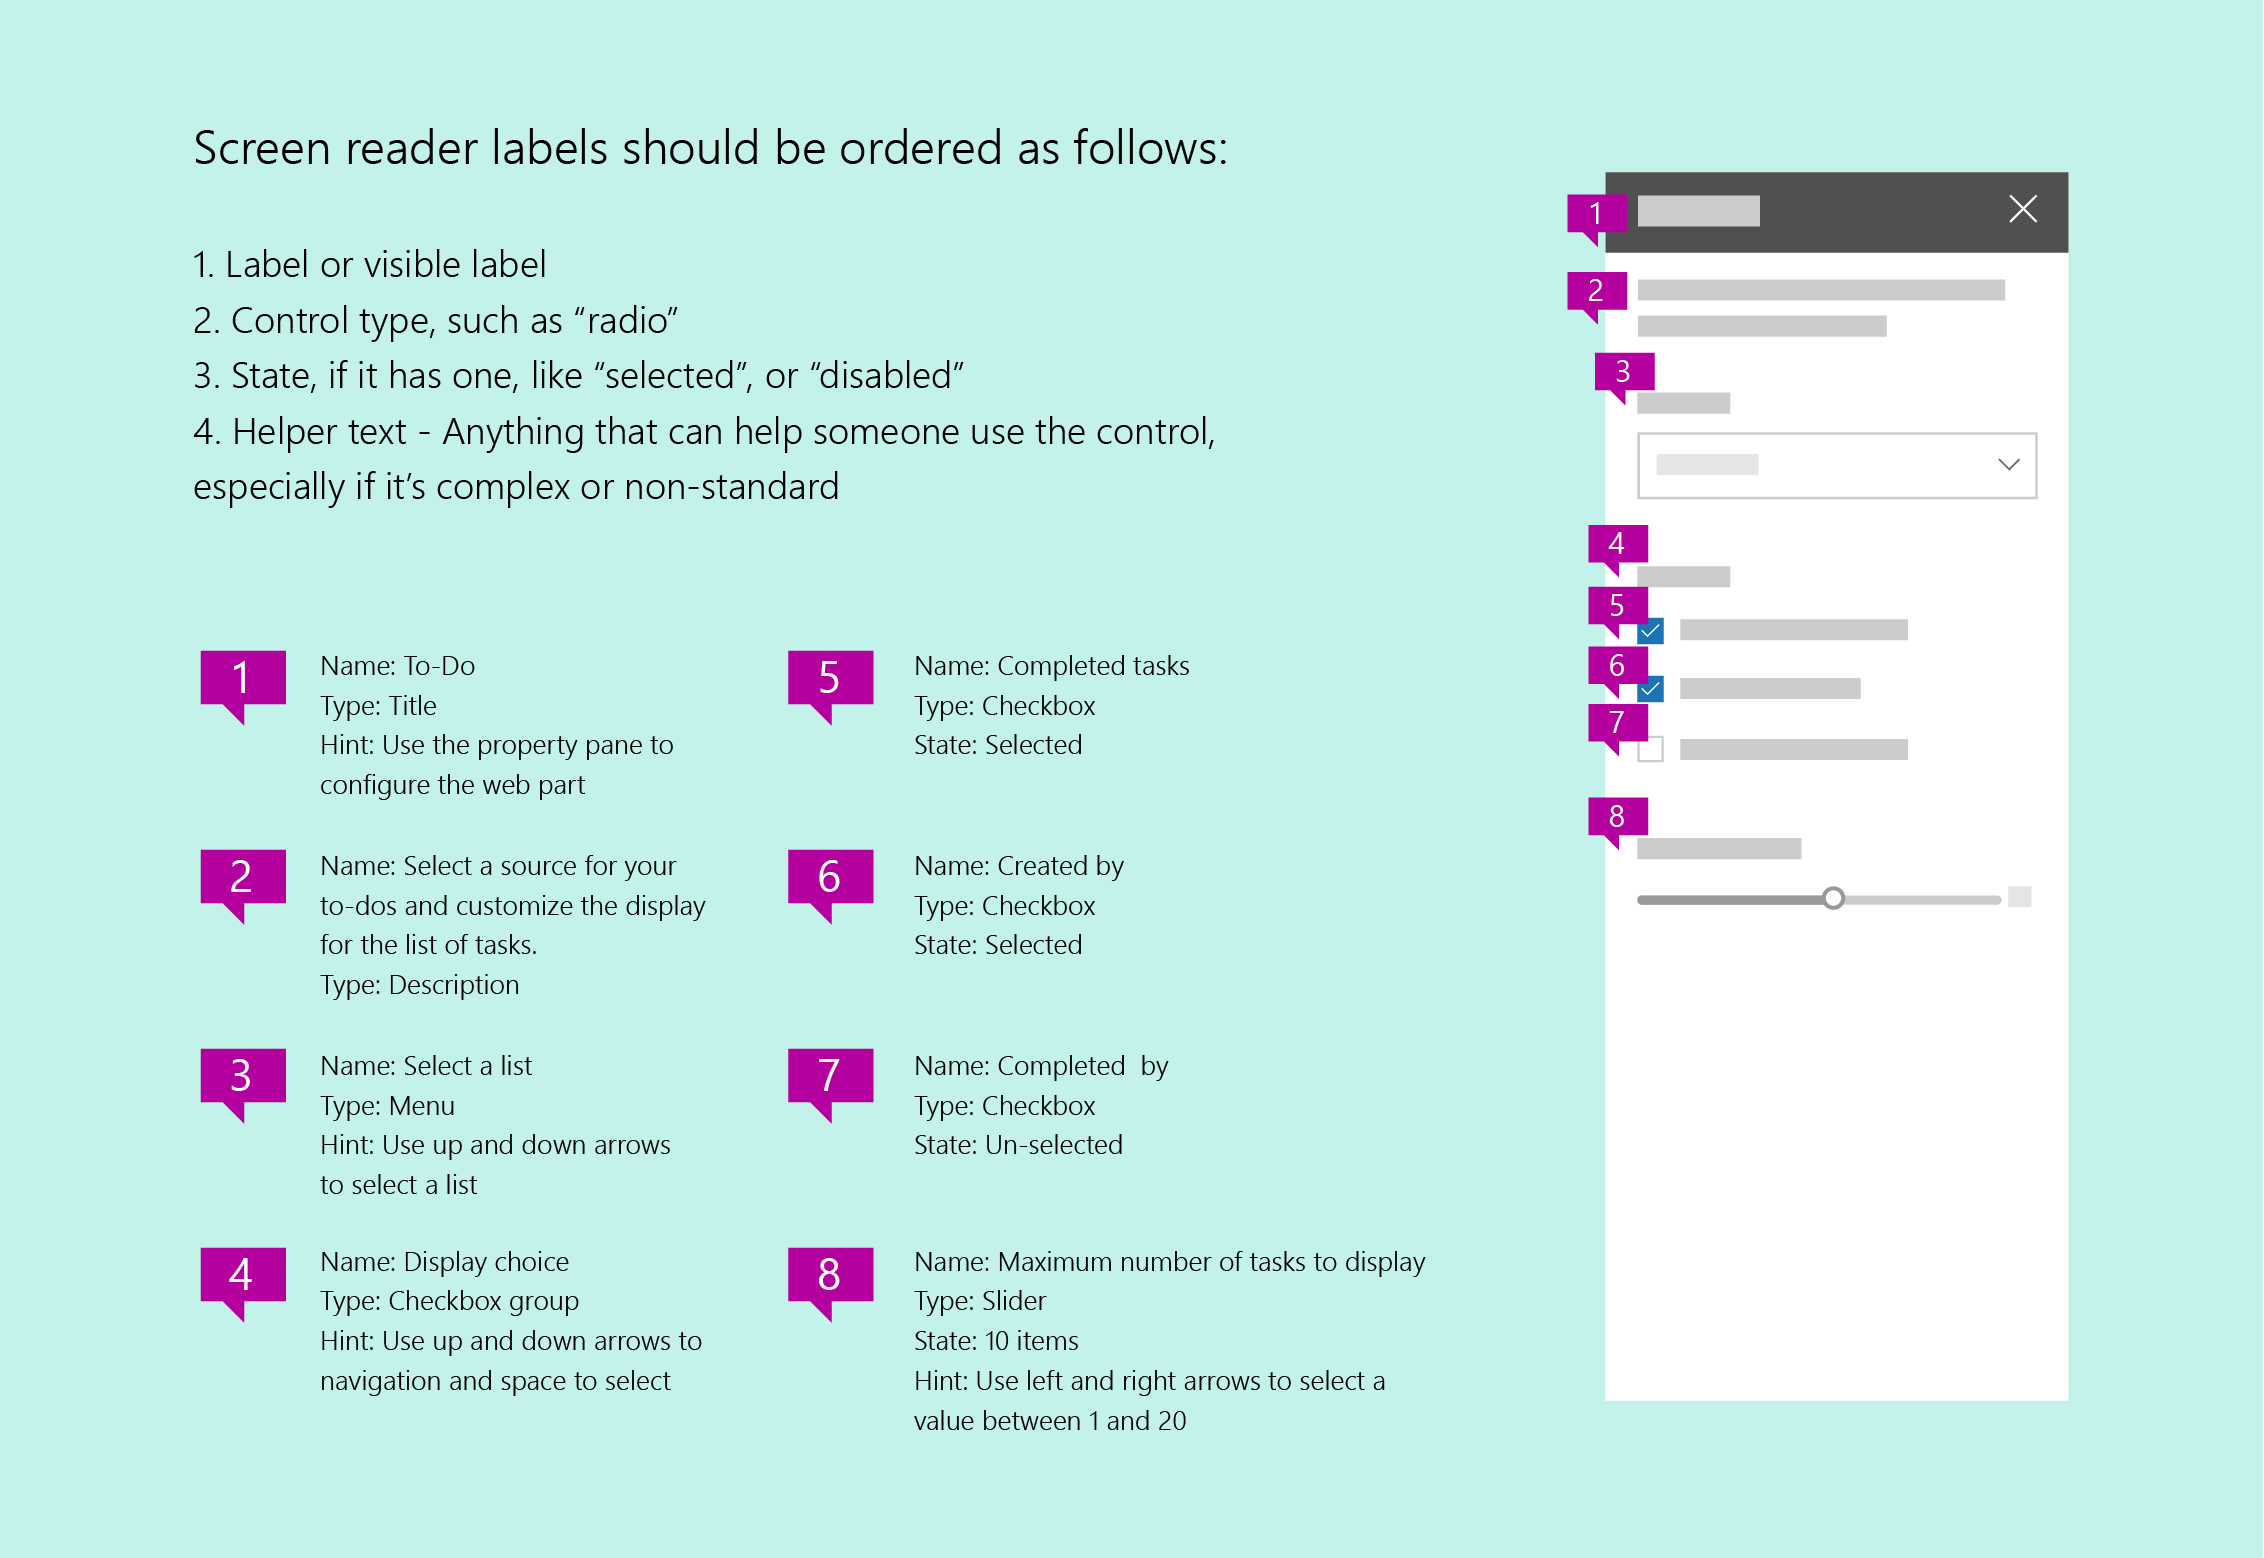 Screen reader labels should be ordered as follows:
1. Label or visible label
2. Control type, such as “radio”
3. State, if it has one, like “selected”, or “disabled”
4. Helper text - Anything that can help someone use the control,
especially if it’s complex or non-standard
1
Name: To-Do
Type: Title
Hint: Use the property pane to
configure the web part
2
Name: Select a source for your
to-dos and customize the display
for the list of tasks.
Type: Description
3
Name: Select a list
Type: Menu
Hint: Use up and down arrows
to select a list
4
Name: Display choice
Type: Checkbox group
Hint: Use up and down arrows to
navigation and space to select
5
Name: Completed tasks
Type: Checkbox
State: Selected
6
Name: Created by
Type: Checkbox
State: Selected
7
Name: Completed  by
Type: Checkbox
State: Un-selected
8
Name: Maximum number of tasks to display
Type: Slider
State: 10 items
Hint: Use left and right arrows to select a
value between 1 and 20
1
2
3
4
5
6
7
8